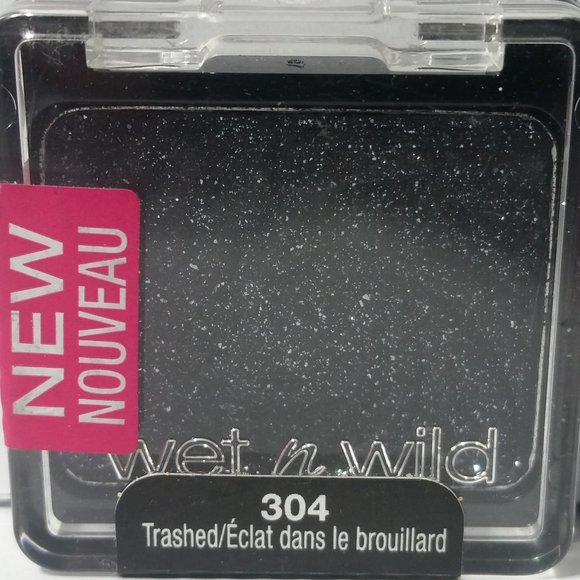 NEW
NOUVEAU
wet n wild
304
Trashed/Éclat dans le brouillard